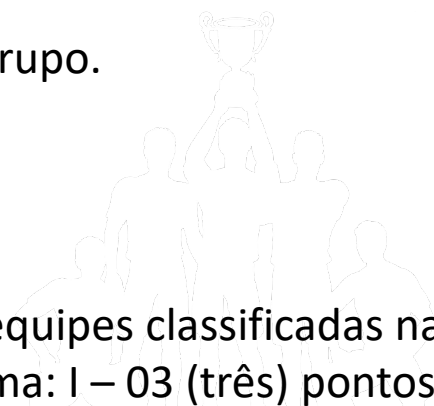 rupo.
equipes classificadas na
ma: I – 03 (três) pontos